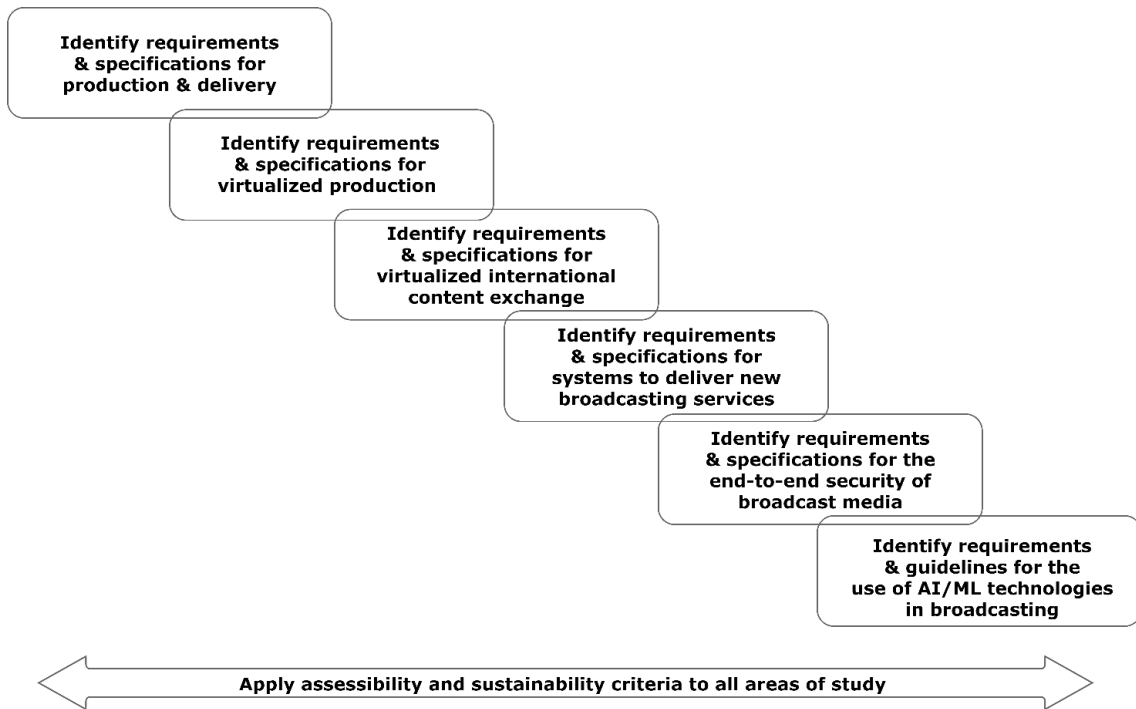 Identify requirements
& specifications for
production & delivery
Identify requirements
& specifications for
virtualized production
Identify requirements
& specifications for
virtualized international
content exchange
Identify requirements
& specifications for
systems to deliver new
broadcasting services
Identify requirements
& specifications for the
end-to-end security of
broadcast media
Identify requirements
& guidelines for the
use of AI/ML technologies
in broadcasting
Apply assessibility and sustainability criteria to all areas of study